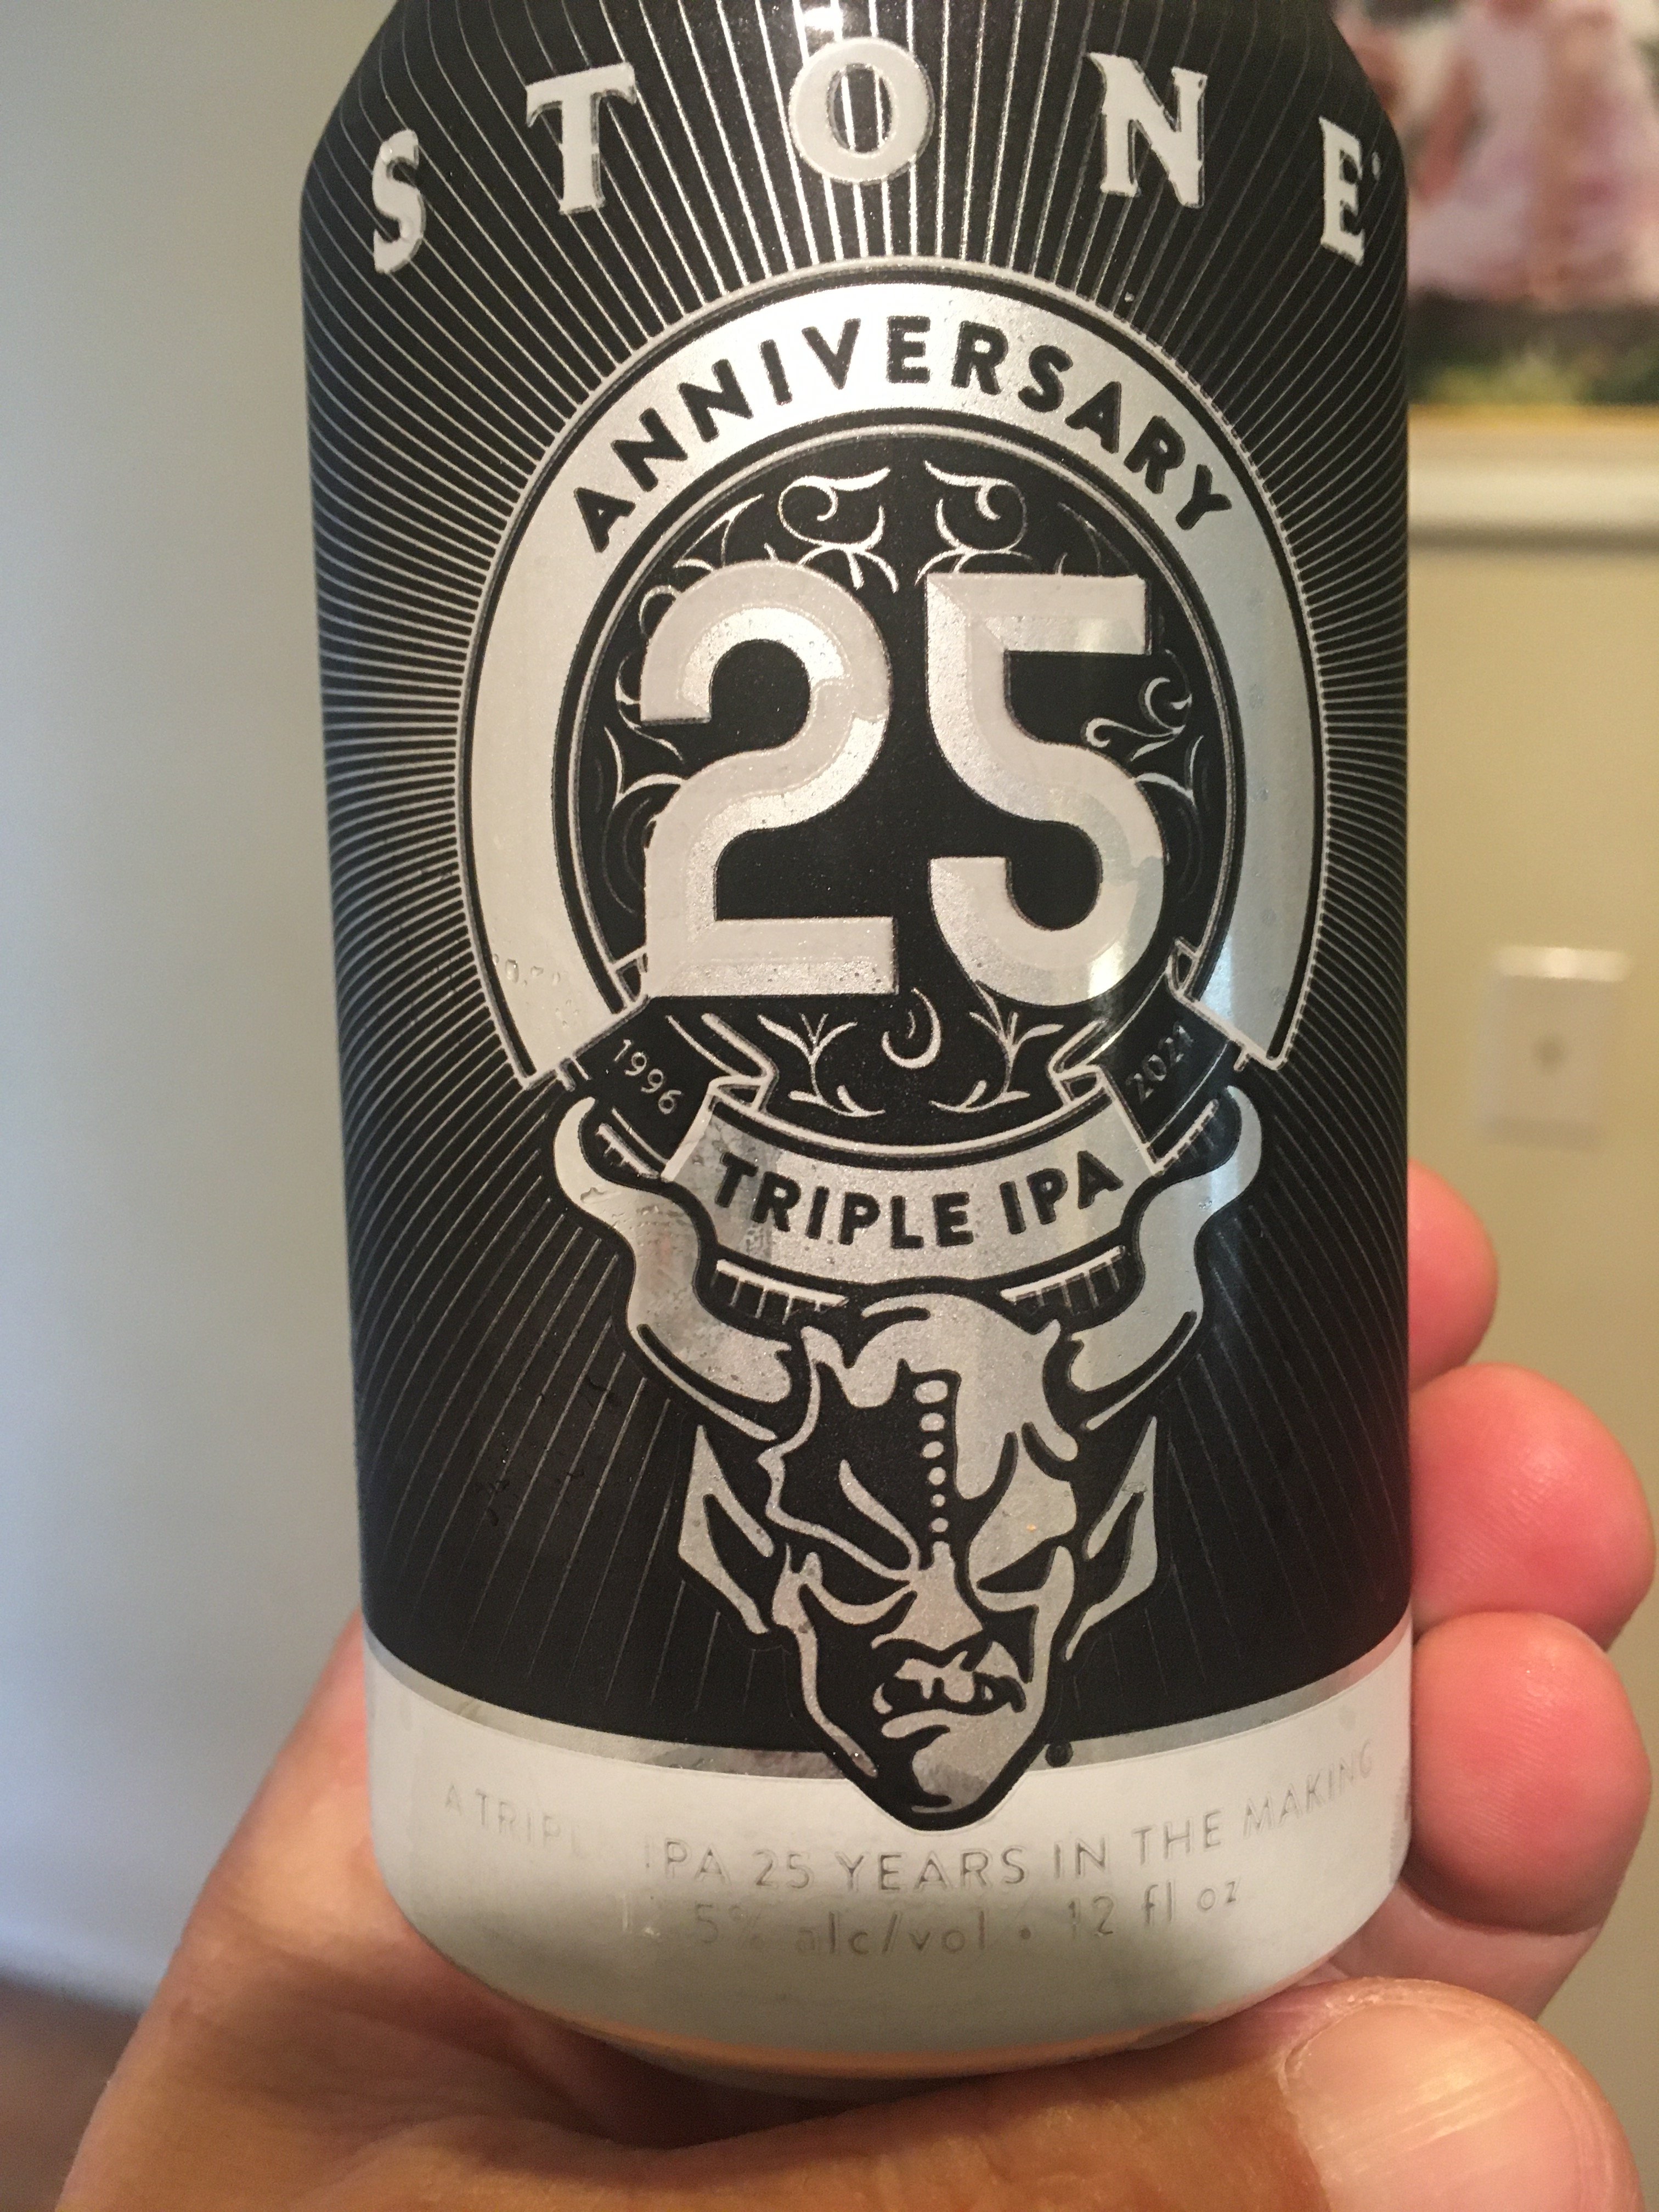 STONE
ANNIVERSARY
25
1996 2021
TRIPLE IPA
A TRIPLE IPA 25 YEARS IN THE MAKING
5% alc/vol • 12 fl oz